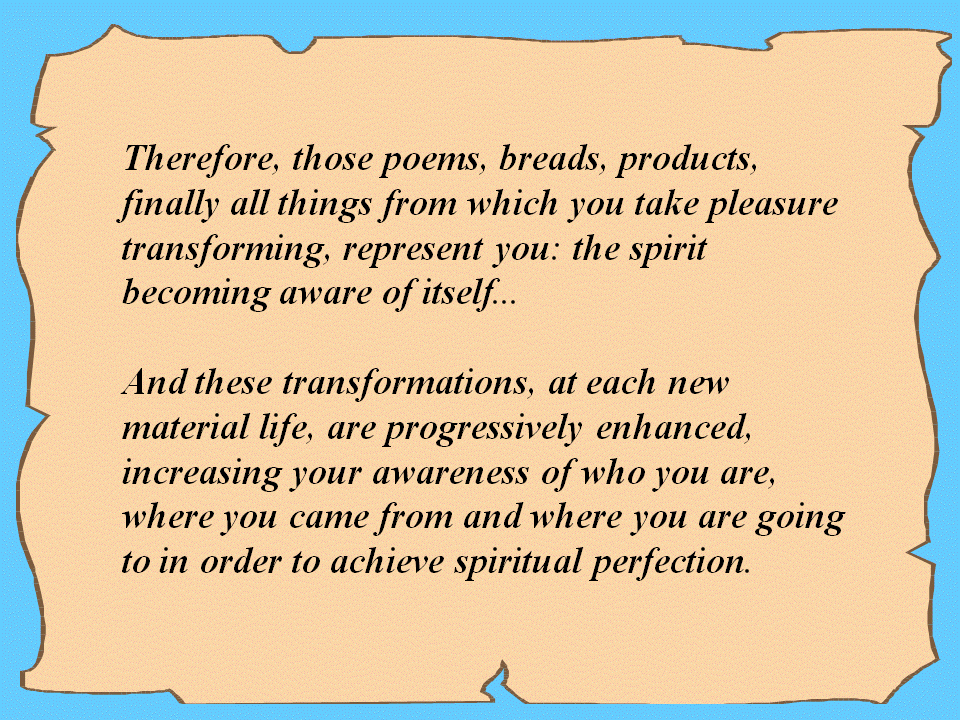 Therefore, those poems, breads, products,
finally all things from which you take pleasure
transforming, represent you: the spirit
becoming aware of itself...
And these transformations, at each new
material life, are progressively enhanced,
increasing your awareness of who you are,
where you came from and where you are going
to in order to achieve spiritual perfection.